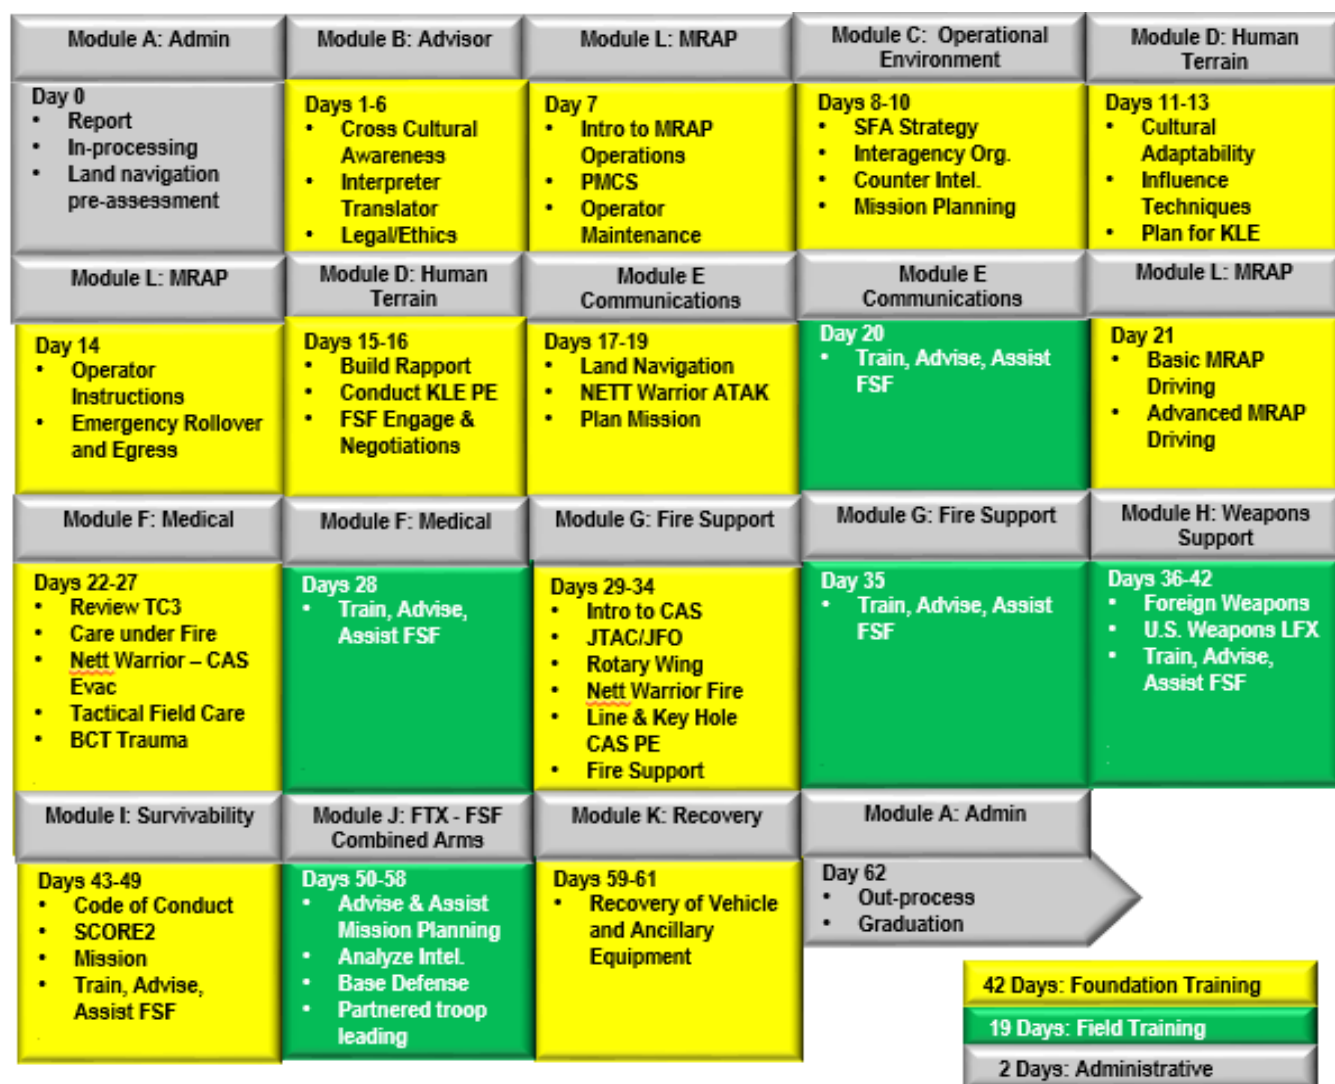 Module A: Admin
Module B: Advisor
Module L: MRAP
Module C:  Operational
Environment
Module D: Human
Terrain
Day 0
• Report
• In-processing
• Land navigation
pre-assessment
Days 1-6
• Cross Cultural
Awareness
• Interpreter
Translator
• Legal/Ethics
Day 7
• Intro to MRAP
Operations
• PMCS
• Operator
Maintenance
Days 8-10
• SFA Strategy
• Interagency Org.
• Counter Intel.
• Mission Planning
Days 11-13
• Cultural
Adaptability
• Influence
Techniques
• Plan for KLE
Module L: MRAP
Module D: Human
Terrain
Module E
Communications
Module E
Communications
Module L: MRAP
Day 14
• Operator
Instructions
• Emergency Rollover
and Egress
Days 15-16
• Build Rapport
• Conduct KLE PE
• FSF Engage &
Negotiations
Days 17-19
• Land Navigation
• NETT Warrior ATAK
• Plan Mission
Day 20
• Train, Advise, Assist
FSF
Day 21
• Basic MRAP
Driving
• Advanced MRAP
Driving
Module F: Medical
Module F: Medical
Module G: Fire Support
Module G: Fire Support
Module H: Weapons
Support
Days 22-27
• Review TC3
• Care under Fire
• Nett Warrior – CAS
Evac
• Tactical Field Care
• BCT Trauma
Days 28
• Train, Advise,
Assist FSF
Days 29-34
• Intro to CAS
• JTAC/JFO
• Rotary Wing
• Nett Warrior Fire
• Line & Key Hole
CAS PE
• Fire Support
Day 35
• Train, Advise, Assist
FSF
Days 36-42
• Foreign Weapons
• U.S. Weapons LFX
• Train, Advise,
Assist FSF
Module I: Survivability
Module J: FTX - FSF
Combined Arms
Module K: Recovery
Module A: Admin
Days 43-49
• Code of Conduct
• SCORE2
• Mission
• Train, Advise,
Assist FSF
Days 50-58
• Advise & Assist
Mission Planning
• Analyze Intel.
• Base Defense
• Partnered troop
leading
Days 59-61
• Recovery of Vehicle
and Ancillary
Equipment
Day 62
• Out-process
• Graduation
42 Days: Foundation Training
19 Days: Field Training
2 Days: Administrative